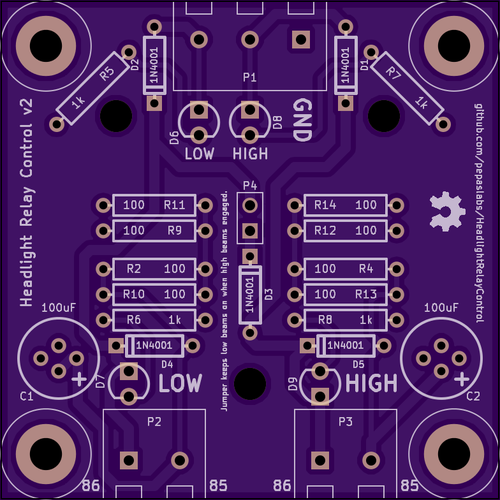 P1
D2
1N4001
1N4001
D1
R5
1k
R7
1k
D6
D8
GND
LOW
HIGH
Headlight Relay Control v2
github.com/pepaslabs/HeadlightRelayControl
P4
100 R11
R14 100
100 R9
R12 100
R2 100
100 R4
R10 100
100 R13
R6 1k
R8 1k
1N4001
D3
Jumper keeps low beams on when high beams engaged.
100uF
100uF
1N4001
1N4001
D4
D5
D7
LOW
D9
HIGH
+
+
C1
C2
P2
P3
86
85
86
85